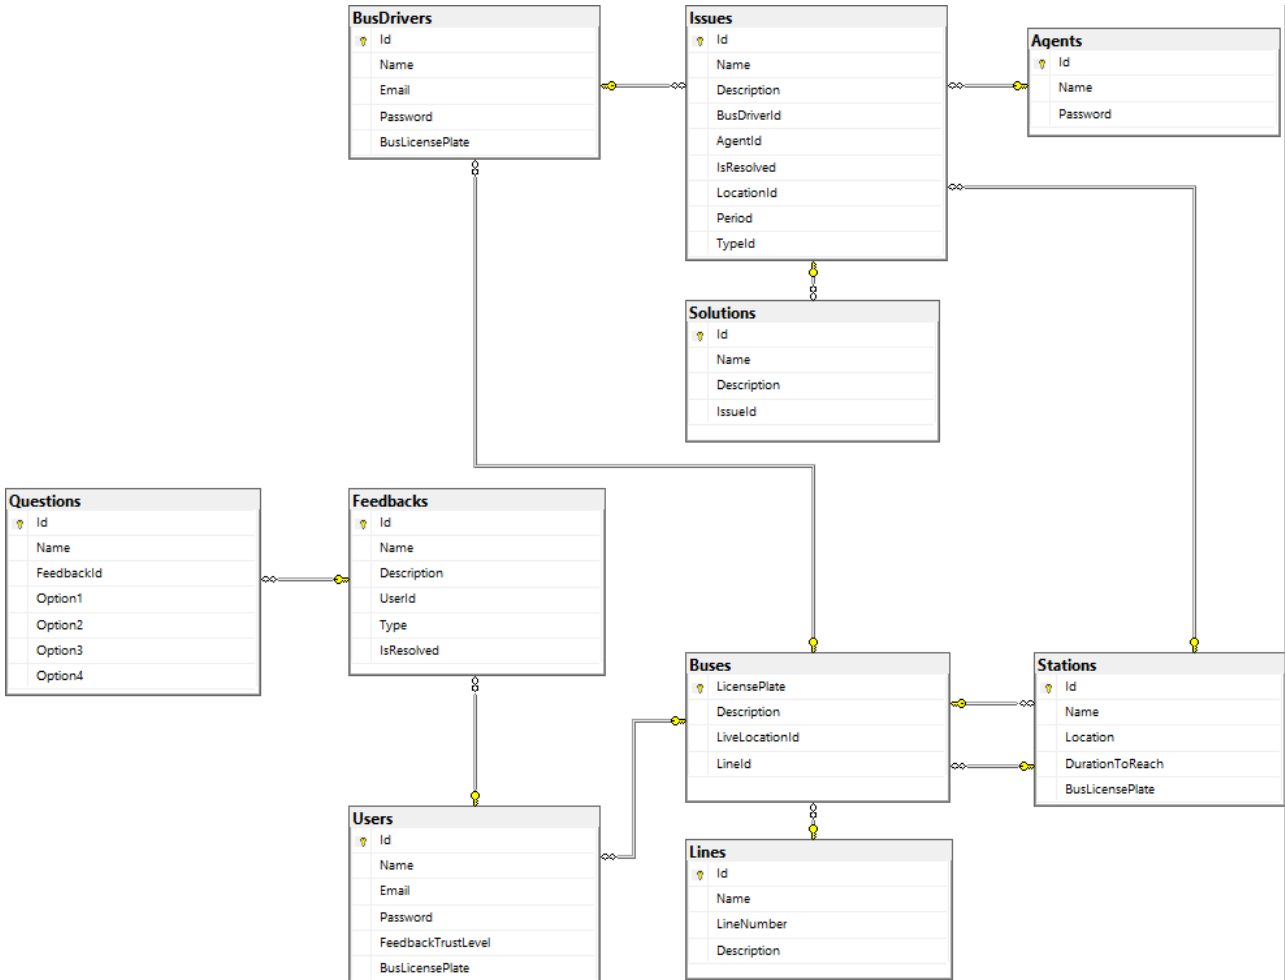 BusDrivers
Id
Name
Email
Password
BusLicensePlate
Issues
Id
Name
Description
BusDriverId
AgentId
IsResolved
LocationId
Period
TypeId
Agents
Id
Name
Password
Solutions
Id
Name
Description
IssueId
Questions
Id
Name
FeedbackId
Option1
Option2
Option3
Option4
Feedbacks
Id
Name
Description
UserId
Type
IsResolved
Buses
LicensePlate
Description
LiveLocationId
LineId
Stations
Id
Name
Location
DurationToReach
BusLicensePlate
Users
Id
Name
Email
Password
FeedbackTrustLevel
BusLicensePlate
Lines
Id
Name
LineNumber
Description